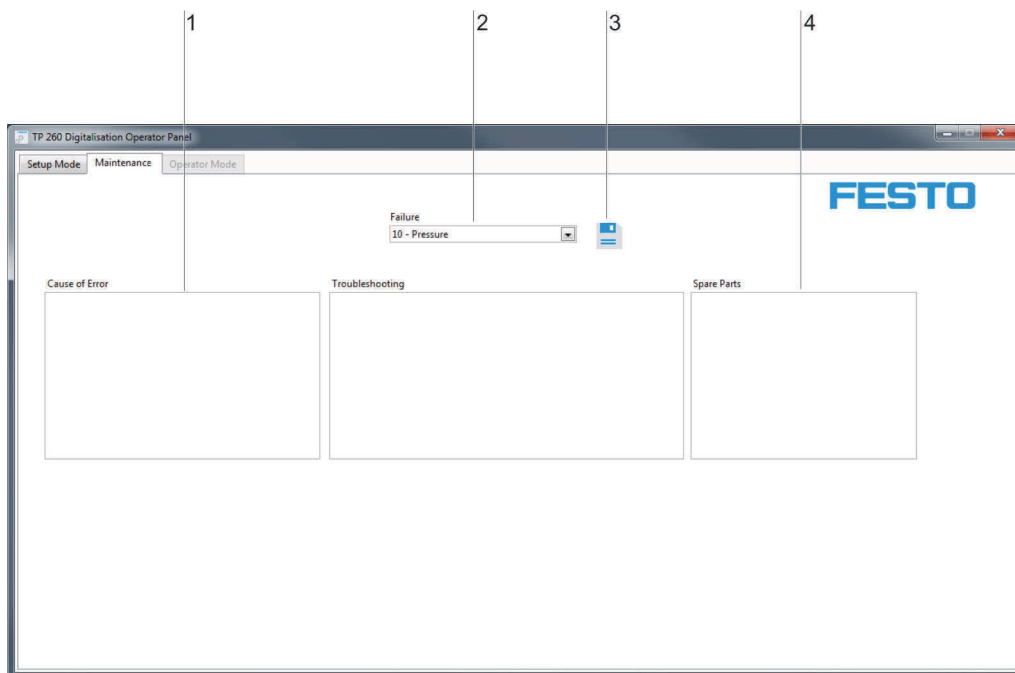 1 2 3 4
TP 260 Digitalisation Operator Panel
Setup Mode Maintenance Operator Mode
FESTO
Failure
10 - Pressure
Cause of Error Troubleshooting Spare Parts